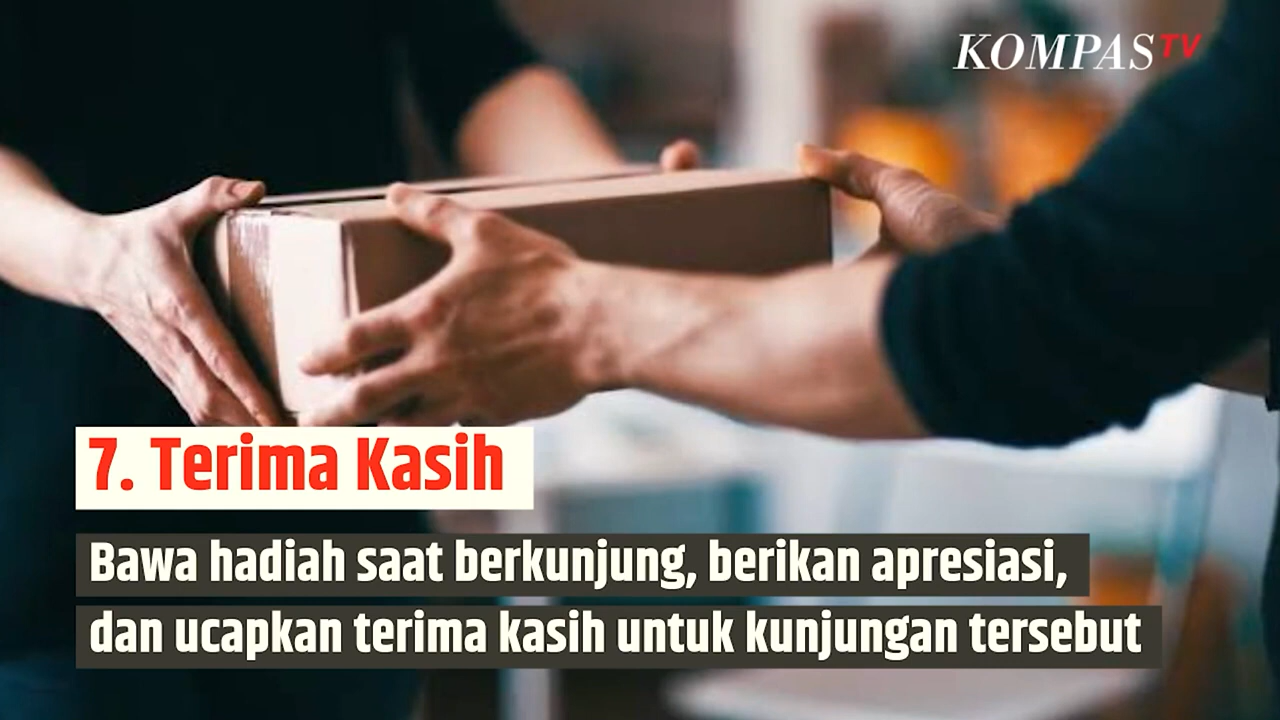 KOMPASTV
7. Terima Kasih
Bawa hadiah saat berkunjung, berikan apresiasi,
dan ucapkan terima kasih untuk kunjungan tersebut